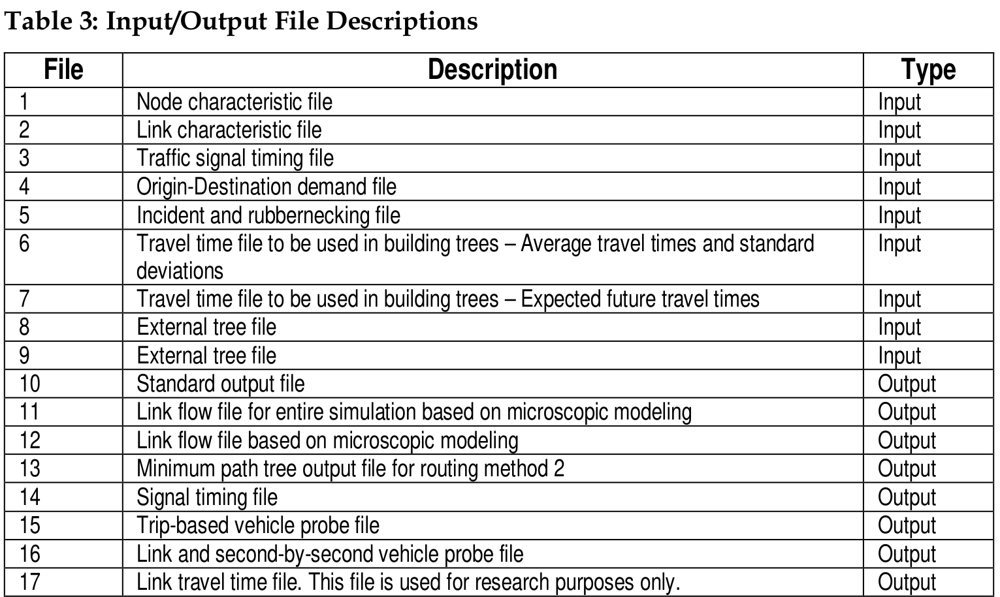 Table 3: Input/Output File Descriptions
File Description Type
1 Node characteristic file Input
2 Link characteristic file Input
3 Traffic signal timing file Input
4 Origin-Destination demand file Input
5 Incident and rubbernecking file Input
6 Travel time file to be used in building trees – Average travel times and standard Input
deviations
7 Travel time file to be used in building trees – Expected future travel times Input
8 External tree file Input
9 External tree file Input
10 Standard output file Output
11 Link flow file for entire simulation based on microscopic modeling Output
12 Link flow file based on microscopic modeling Output
13 Minimum path tree output file for routing method 2 Output
14 Signal timing file Output
15 Trip-based vehicle probe file Output
16 Link and second-by-second vehicle probe file Output
17 Link travel time file. This file is used for research purposes only. Output